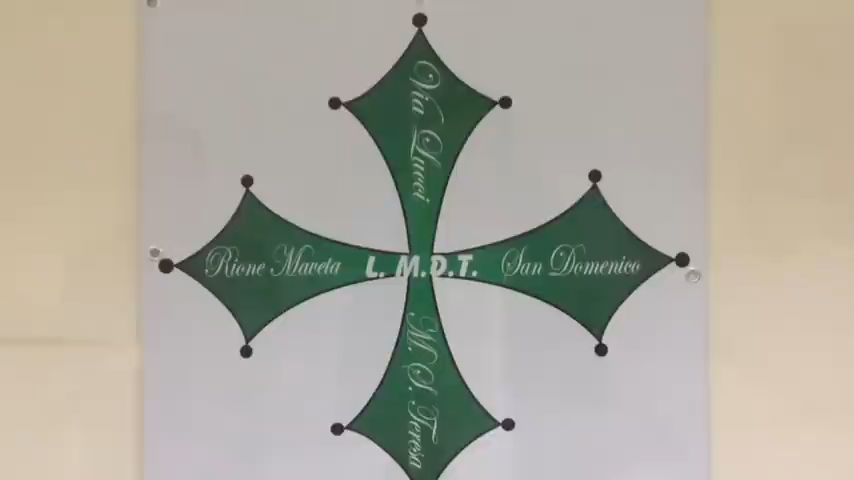 Via Lucci
Rione Maveta
L. M.D.T.
San Domenico
M. S. Teresa